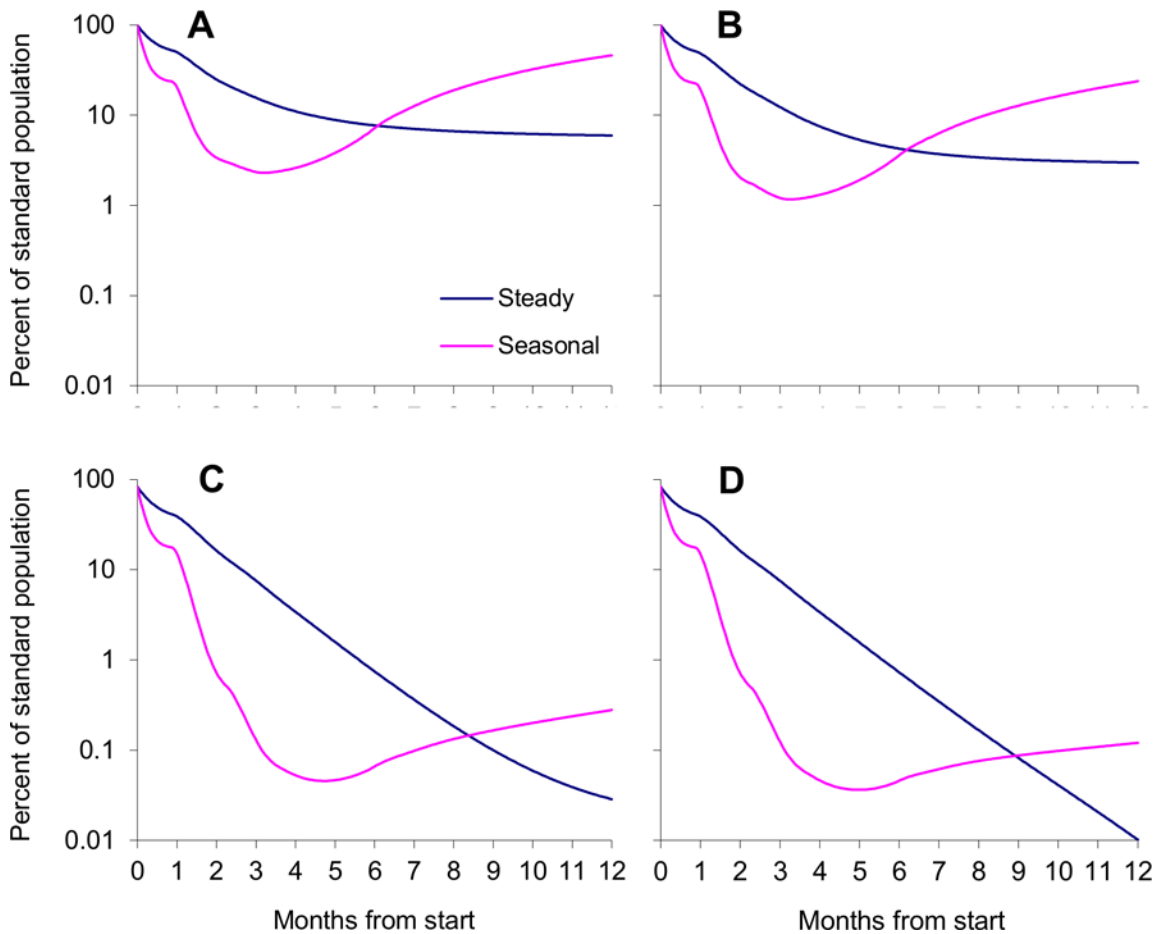 A
B
Percent of standard population
100
10
1
0.1
0.01
Steady
Seasonal
C
D
Percent of standard population
100
10
1
0.1
0.01
0 1 2 3 4 5 6 7 8 9 10 11 12
0 1 2 3 4 5 6 7 8 9 10 11 12
Months from start
Months from start